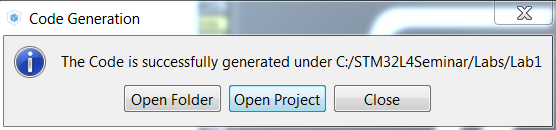 Code Generation
The Code is successfully generated under C:/STM32L4Seminar/Labs/Lab1
Open Folder Open Project Close